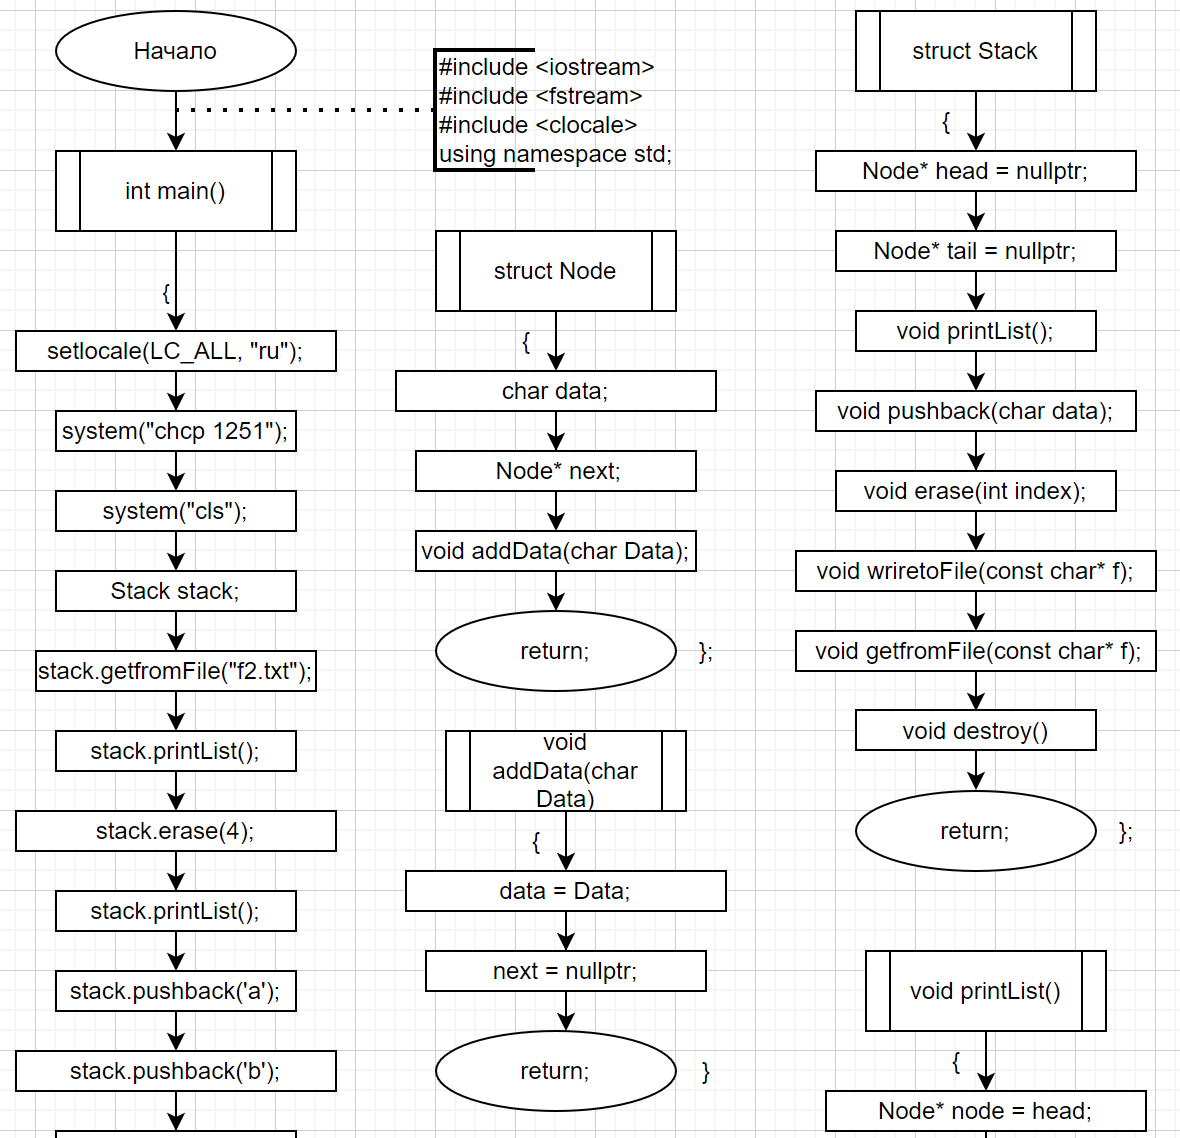 Начало
#include <iostream>
#include <fstream>
#include <clocale>
using namespace std;
int main()
{
setlocale(LC_ALL, "ru");
system("chcp 1251");
system("cls");
Stack stack;
stack.getfromFile("f2.txt");
stack.printList();
stack.erase(4);
stack.printList();
stack.pushback('a');
stack.pushback('b');
struct Node
{
char data;
Node* next;
void addData(char Data);
return;
};
void
addData(char
Data)
{
data = Data;
next = nullptr;
return;
}
struct Stack
{
Node* head = nullptr;
Node* tail = nullptr;
void printList();
void pushback(char data);
void erase(int index);
void wriretoFile(const char* f);
void getfromFile(const char* f);
void destroy()
return;
};
void printList()
{
Node* node = head;